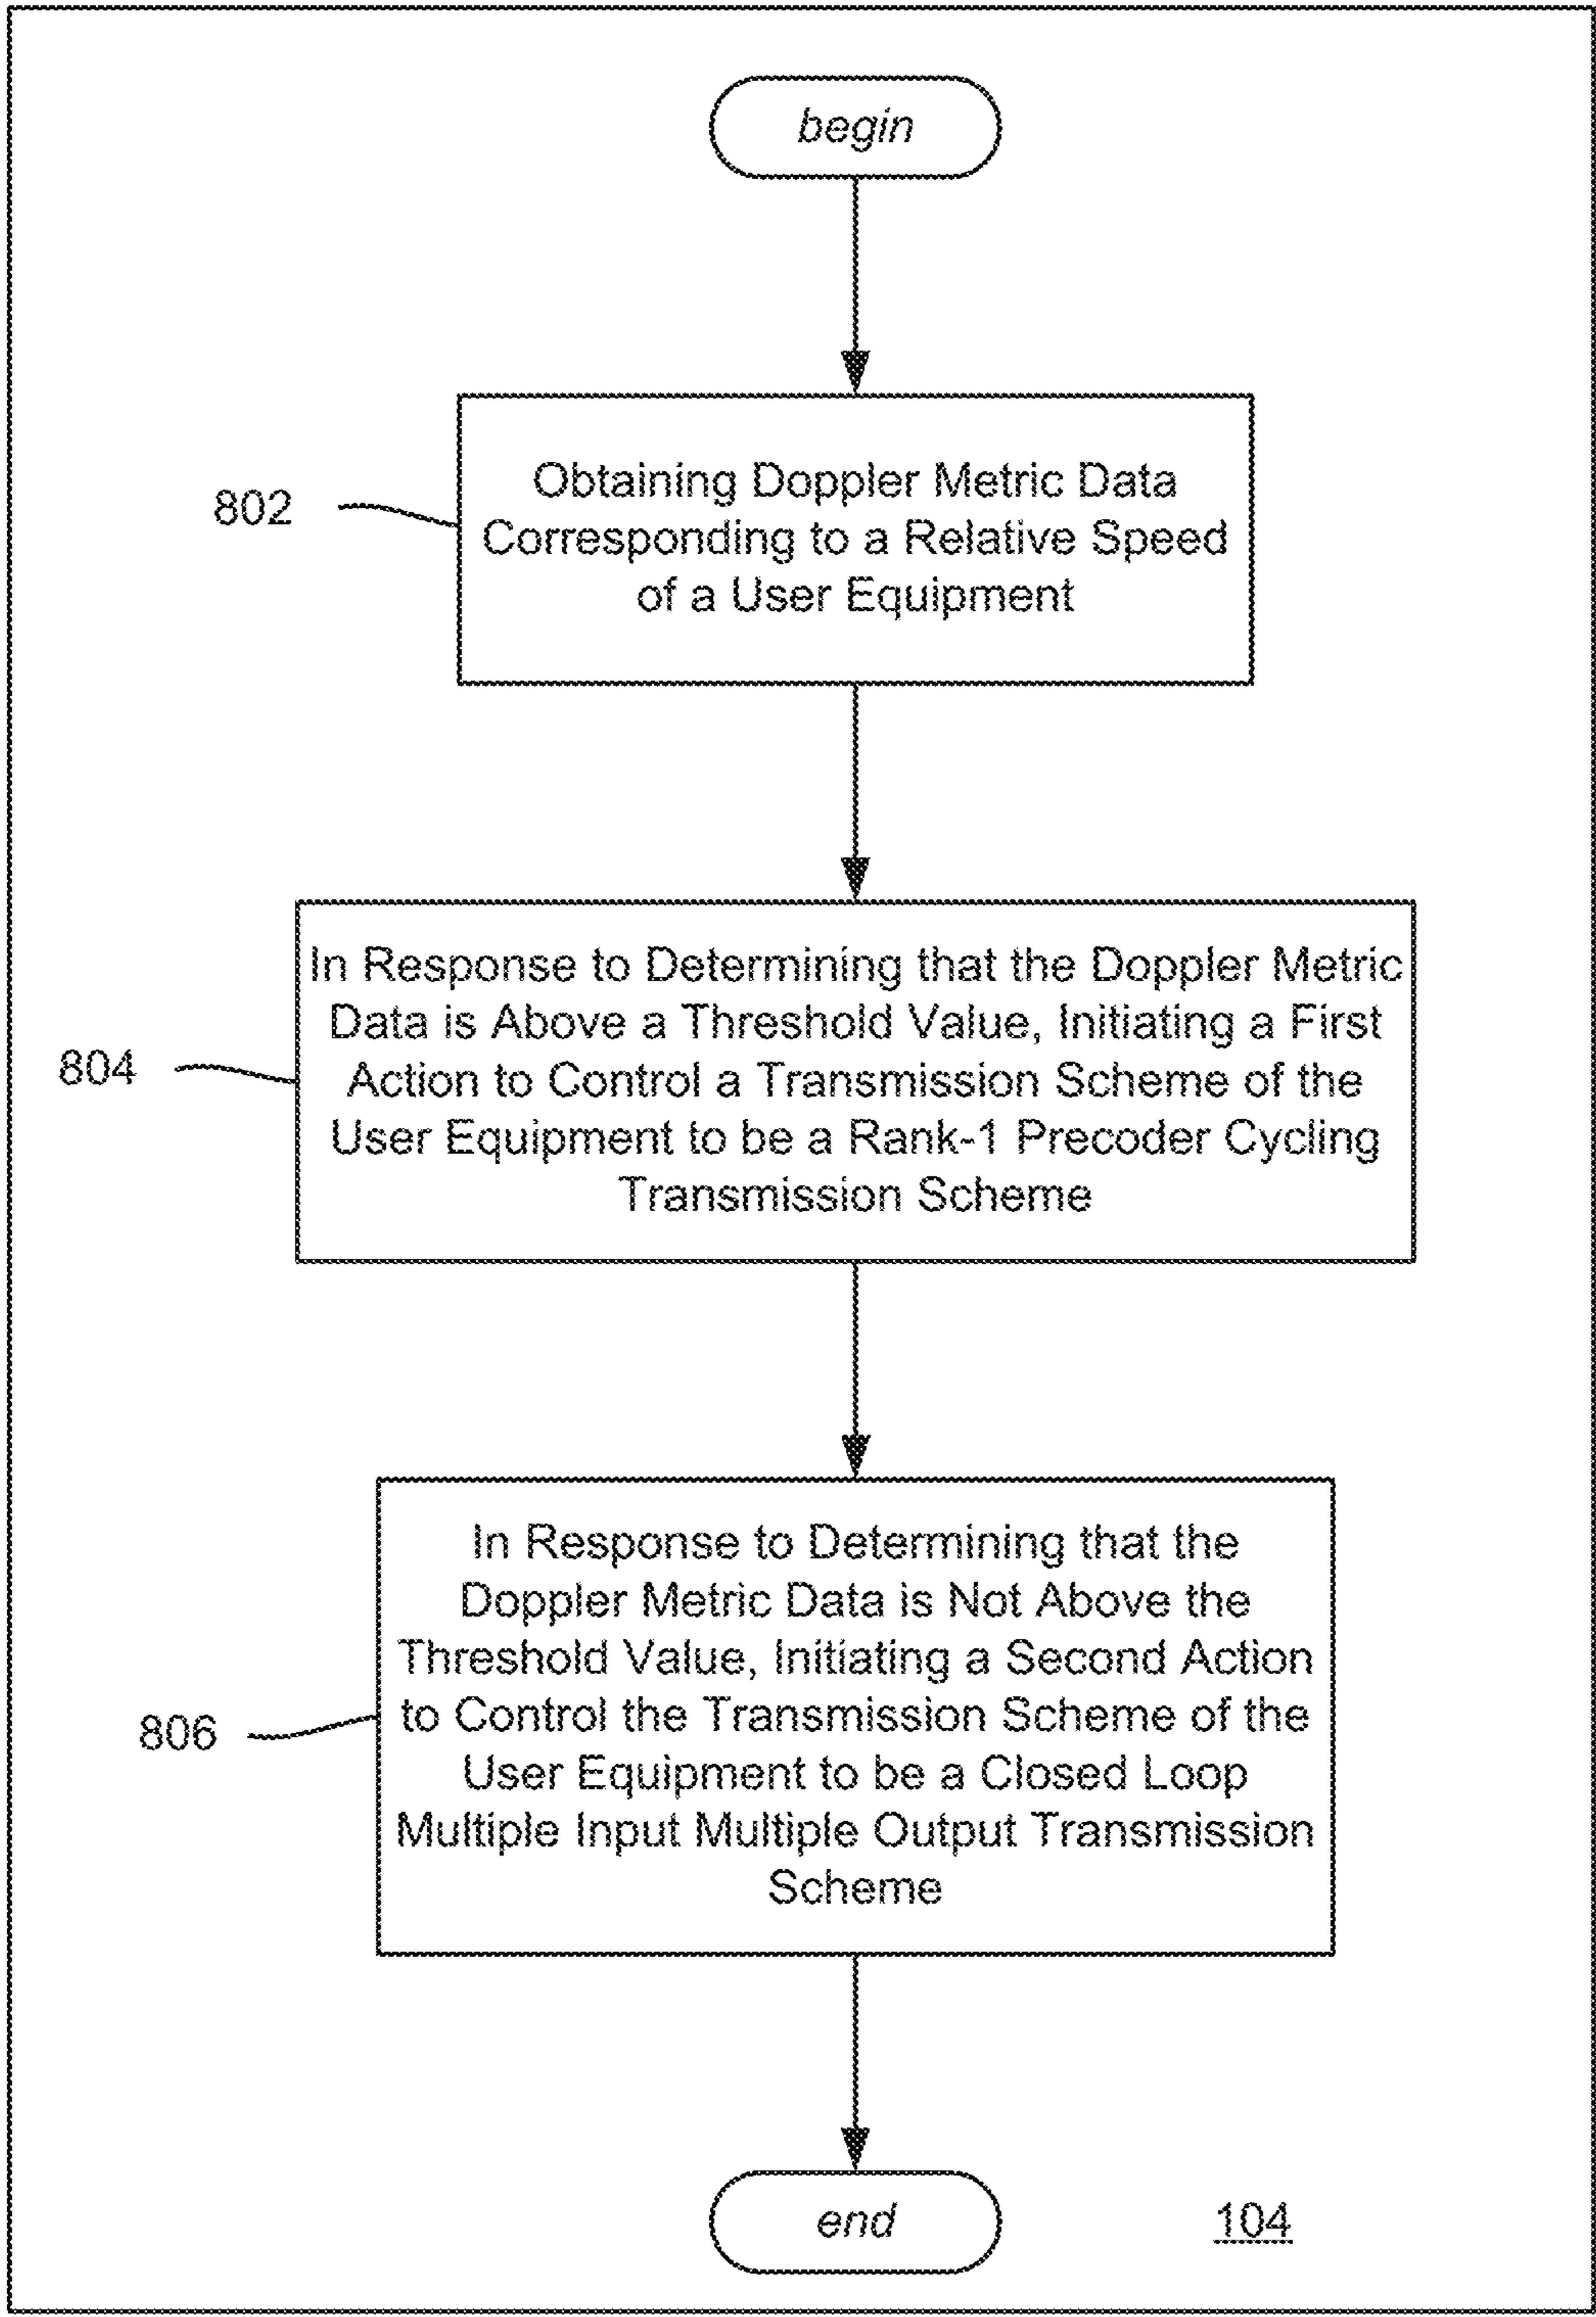 begin
802
Obtaining Doppler Metric Data
Corresponding to a Relative Speed
of a User Equipment
804
In Response to Determining that the Doppler Metric
Data is Above a Threshold Value, Initiating a First
Action to Control a Transmission Scheme of the
User Equipment to be a Rank-1 Precoder Cycling
Transmission Scheme
806
In Response to Determining that the
Doppler Metric Data is Not Above the
Threshold Value, Initiating a Second Action
to Control the Transmission Scheme of the
User Equipment to be a Closed Loop
Multiple Input Multiple Output Transmission
Scheme
end
104